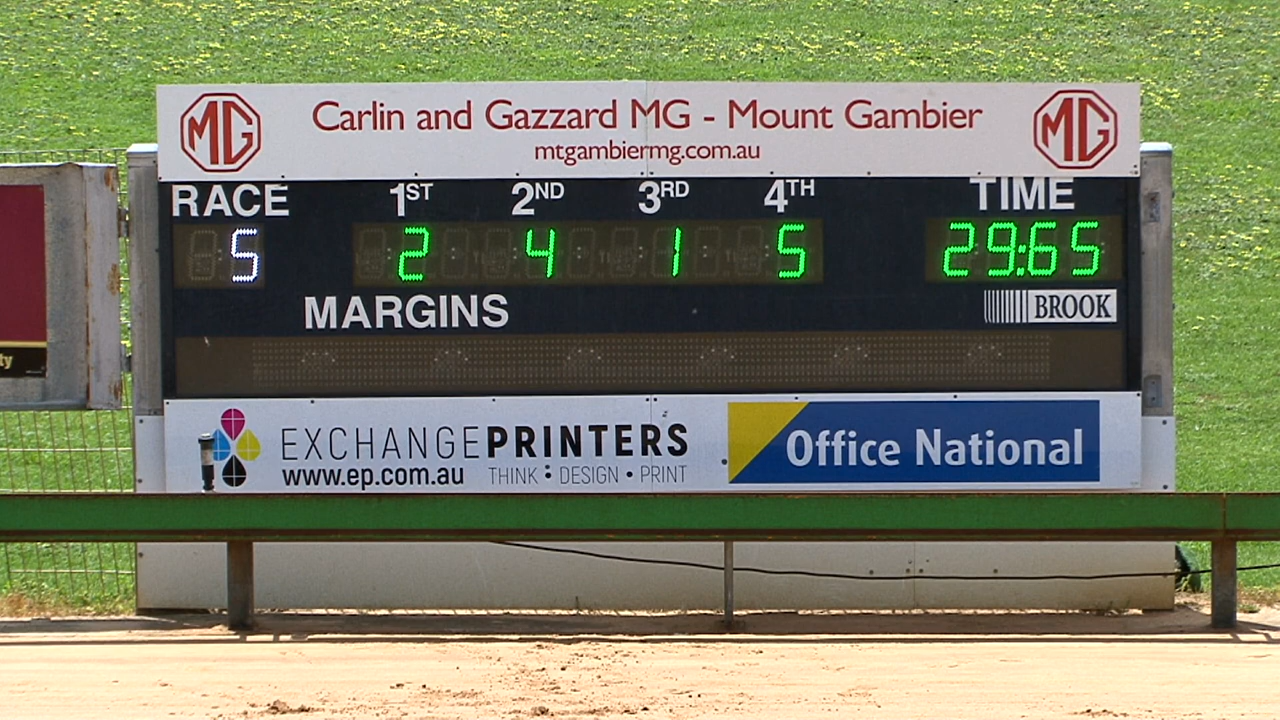 MG Carlin and Gazzard MG - Mount Gambier MG
mtgambiermg.com.au
RACE 1ST 2ND 3RD 4TH TIME
5 2 4 1 5 29:65
MARGINS BROOK
ty
EXCHANGEPRINTERS
www.ep.com.au THINK • DESIGN • PRINT
Office National